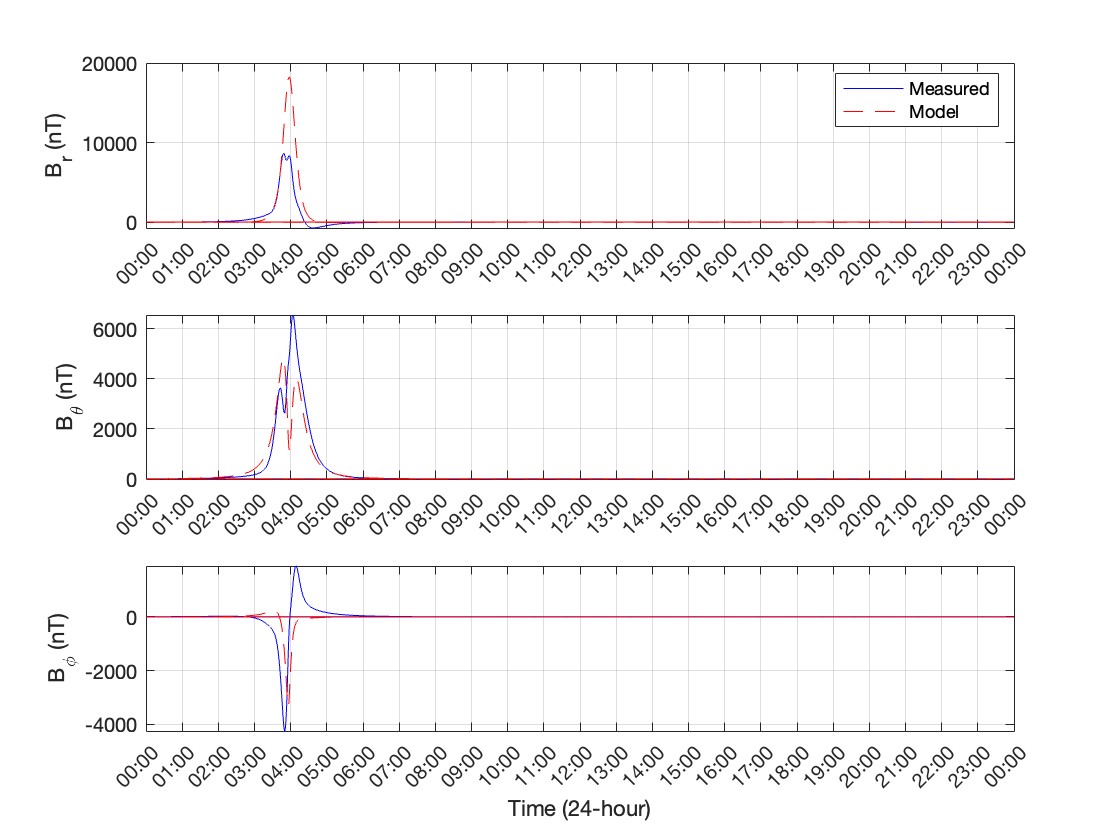 20000
10000
0
B_r (nT)
Measured
Model
00:00 01:00 02:00 03:00 04:00 05:00 06:00 07:00 08:00 09:00 10:00 11:00 12:00 13:00 14:00 15:00 16:00 17:00 18:00 19:00 20:00 21:00 22:00 23:00 00:00
6000
4000
2000
0
B_θ (nT)
00:00 01:00 02:00 03:00 04:00 05:00 06:00 07:00 08:00 09:00 10:00 11:00 12:00 13:00 14:00 15:00 16:00 17:00 18:00 19:00 20:00 21:00 22:00 23:00 00:00
0
-2000
-4000
B_ϕ (nT)
00:00 01:00 02:00 03:00 04:00 05:00 06:00 07:00 08:00 09:00 10:00 11:00 12:00 13:00 14:00 15:00 16:00 17:00 18:00 19:00 20:00 21:00 22:00 23:00 00:00
Time (24-hour)